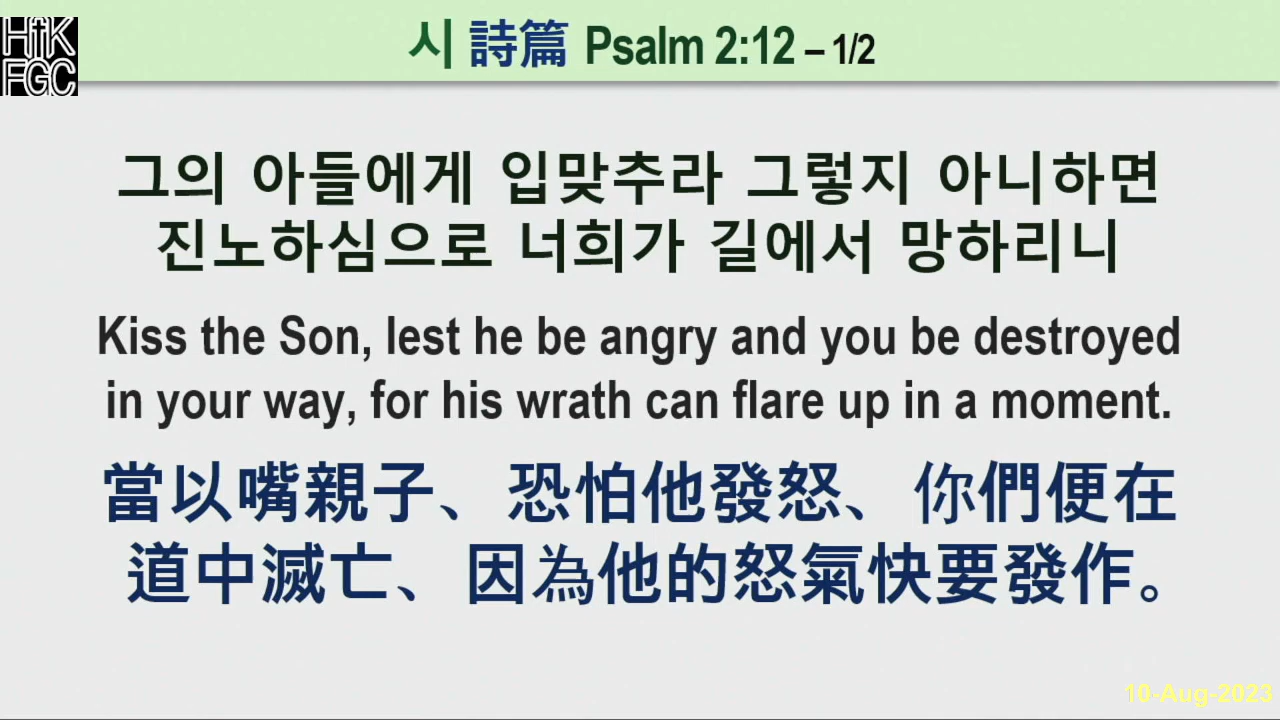 HfK
FGC
시 詩篇 Psalm 2:12 – 1/2
그의 아들에게 입맞추라 그렇지 아니하면
진노하심으로 너희가 길에서 망하리니
Kiss the Son, lest he be angry and you be destroyed
in your way, for his wrath can flare up in a moment.
當以嘴親子、恐怕他發怒、你們便在
道中滅亡、因為他的怒氣快要發作。
10-Aug-2023